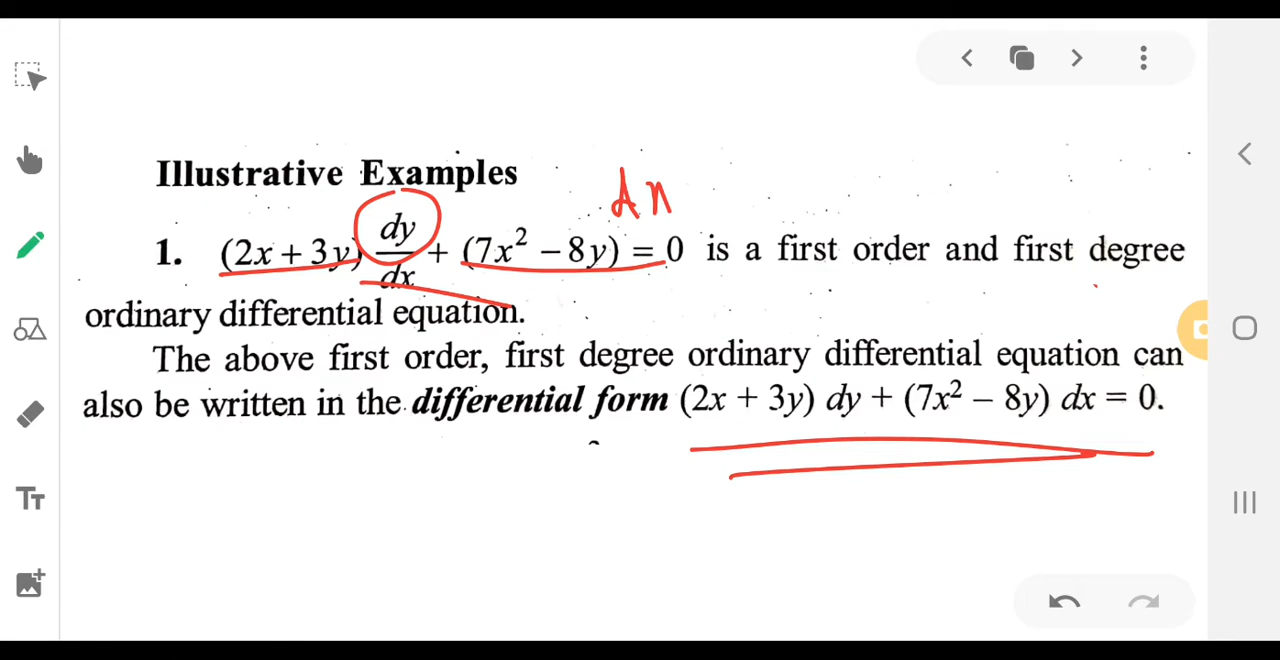 Illustrative Examples
dx
1. (2x + 3y) dy/dx + (7x² − 8y) = 0 is a first order and first degree
ordinary differential equation.
The above first order, first degree ordinary differential equation can
also be written in the differential form (2x + 3y) dy + (7x² − 8y) dx = 0.